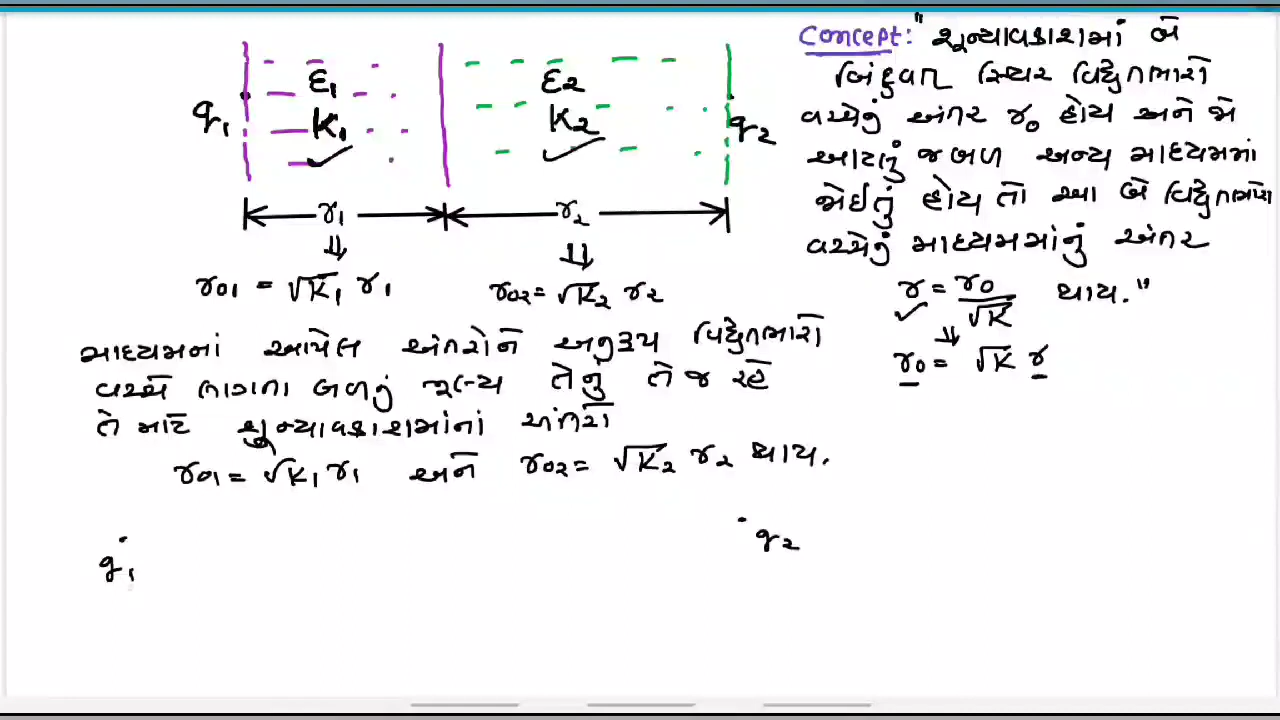 Concept: "શૂન્યાવકાશમાં બે
બિંદુવત્ સ્થિર વિદ્યુતભારો
વચ્ચેનું અંતર r₀ હોય અને જો
આટલું જ બળ અન્ય માધ્યમમાં
જોઈતું હોય તો આ બે વિદ્યુતભારો
વચ્ચેનું માધ્યમમાંનું અંતર
r = r₀/√K થાય."
r₀ = √K r
ε₁ ε₂
q₁ K₁ K₂ q₂
r₁ r₂
r₀₁ = √K₁ r₁ r₀₂ = √K₂ r₂
માધ્યમનાં આપેલ અંતરોને અનુરૂપ વિદ્યુતભારો
વચ્ચે લાગતા બળનું મૂલ્ય તેનું તે જ રહે
તે માટે શૂન્યાવકાશમાંનાં અંતરો
r₀₁ = √K₁ r₁ અને r₀₂ = √K₂ r₂ થાય.
q₁ q₂